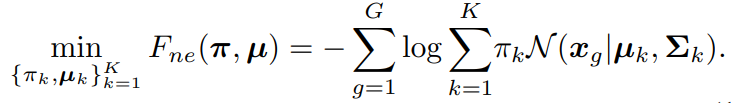 $$\min_{\{\pi_k, \boldsymbol{\mu}_k\}_{k=1}^{K}} F_{ne}(\boldsymbol{\pi}, \boldsymbol{\mu}) = -\sum_{g=1}^{G} \log \sum_{k=1}^{K} \pi_k \mathcal{N}(\boldsymbol{x}_g | \boldsymbol{\mu}_k, \boldsymbol{\Sigma}_k).$$